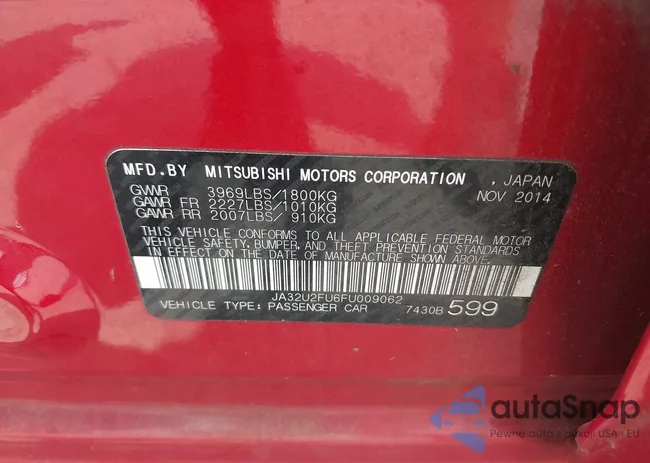 MFD. BY MITSUBISHI MOTORS CORPORATION , JAPAN
GVWR 3969LBS/1800KG NOV 2014
GAWR FR 2227LBS/1010KG
GAWR RR 2007LBS/ 910KG
THIS VEHICLE CONFORMS TO ALL APPLICABLE FEDERAL MOTOR
VEHICLE SAFETY, BUMPER, AND THEFT PREVENTION STANDARDS
IN EFFECT ON THE DATE OF MANUFACTURE SHOWN ABOVE.
JA32U2FU6FU009062
VEHICLE TYPE: PASSENGER CAR 7430B 599
autaSnap
Pewne auta z aukcji USA i EU